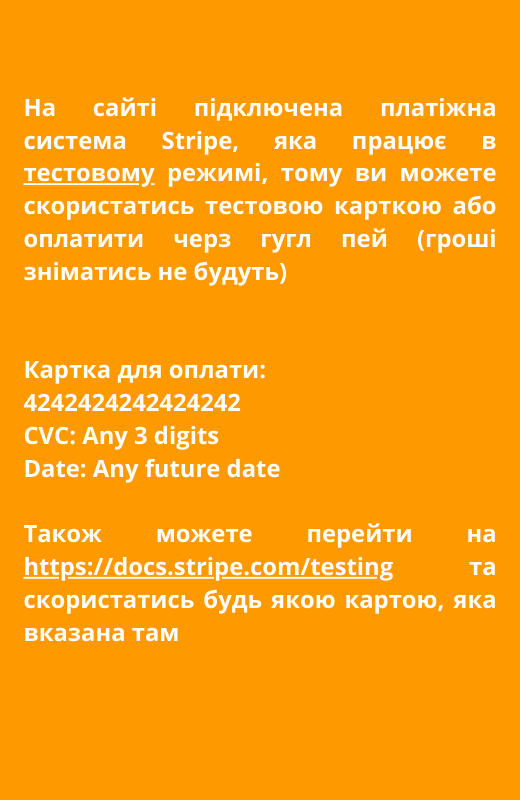 На сайті підключена платіжна
система Stripe, яка працює в
тестовому режимі, тому ви можете
скористатись тестовою карткою або
оплатити черз гугл пей (гроші
зніматись не будуть)
Картка для оплати:
4242424242424242
CVC: Any 3 digits
Date: Any future date
Також можете перейти на
https://docs.stripe.com/testing та
скористатись будь якою картою, яка
вказана там